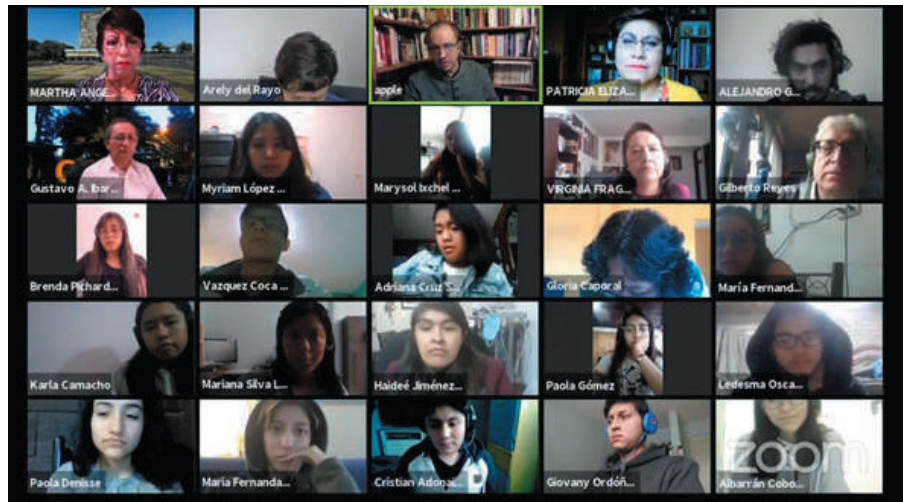 MARTHA ANGE...
Arely del Rayo
apple
PATRICIA ELIZA...
ALEJANDRO G...
Gustavo A. Ibar...
Myriam López ...
Marysol Ixchel ...
VIRGINIA FRAG...
Gilberto Reyes
Brenda Pichard...
Vazquez Coca ...
Adriana Cruz S...
Gloria Caporal
María Fernand...
Karla Camacho
Mariana Silva L...
Haideé Jiménez...
Paola Gómez
Ledesma Osca...
Paola Denisse
Maria Fernanda...
Cristian Adonai...
Giovany Ordóñ...
Albarrán Cobo...
zoom